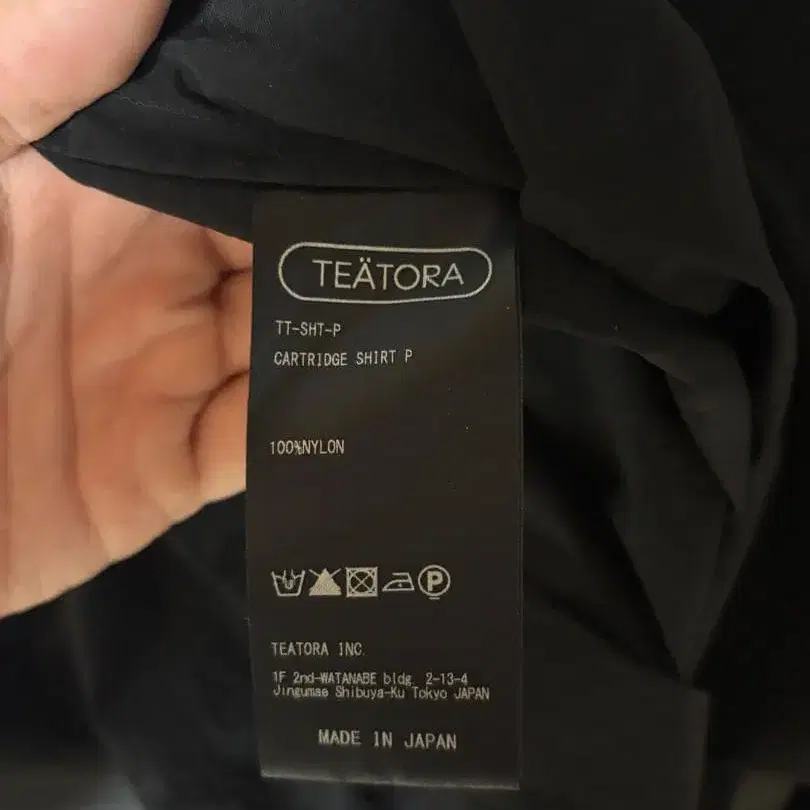 TEÄTORA
TT-SHT-P
CARTRIDGE SHIRT P
100%NYLON
P
TEATORA INC.
1F 2nd-WATANABE bldg. 2-13-4
Jingumae Shibuya-Ku Tokyo JAPAN
MADE IN JAPAN